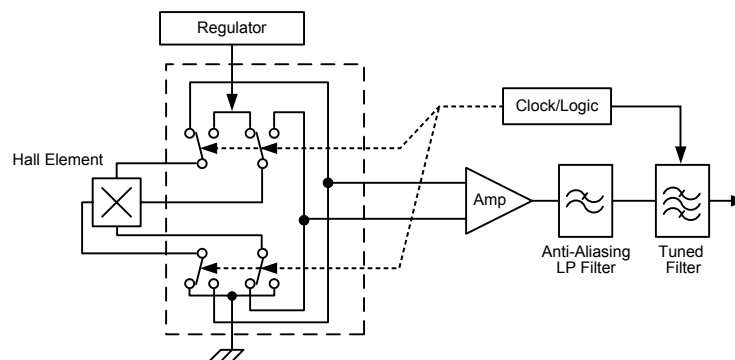 Regulator
Clock/Logic
Hall Element
Amp
Anti-Aliasing
LP Filter
Tuned
Filter